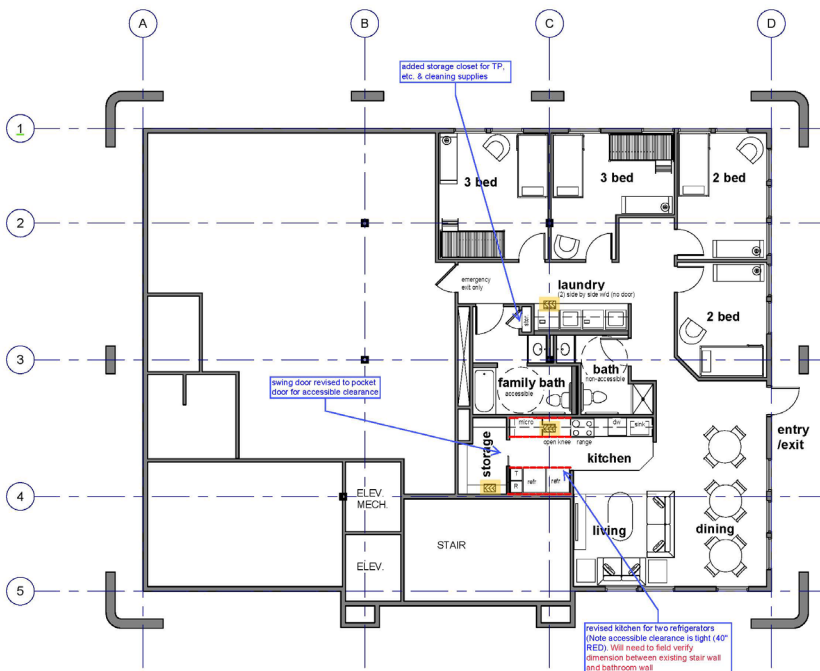 A
B
C
D
added storage closet for TP,
etc. & cleaning supplies
1
3 bed
3 bed
2 bed
2
emergency
exit only
laundry
(2) side by side w/d (no door)
stor
2 bed
3
swing door revised to pocket
door for accessible clearance
family bath
accessible
bath
non-accessible
micro
open knee
range
dw
sink
entry
/exit
storage
kitchen
T
R
refr
refr
4
ELEV.
MECH.
STAIR
living
dining
ELEV.
5
revised kitchen for two refrigerators
(Note accessible clearance is tight (40"
RED). Will need to field verify
dimension between existing stair wall
and bathroom wall